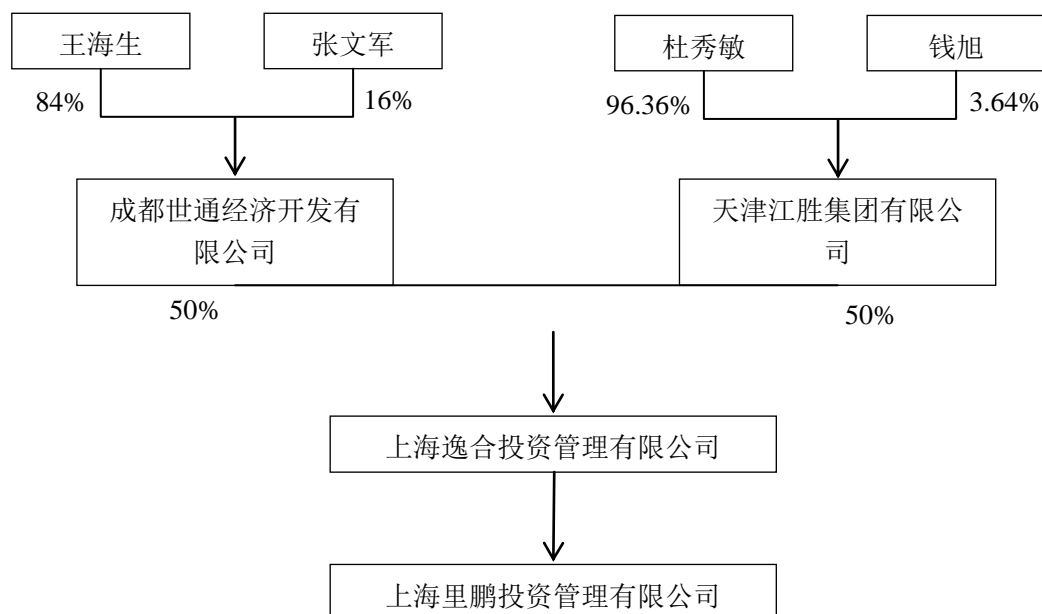 王海生
张文军
杜秀敏
钱旭
84%
16%
96.36%
3.64%
成都世通经济开发有
限公司
天津江胜集团有限公
司
50%
50%
上海逸合投资管理有限公司
上海里鹏投资管理有限公司